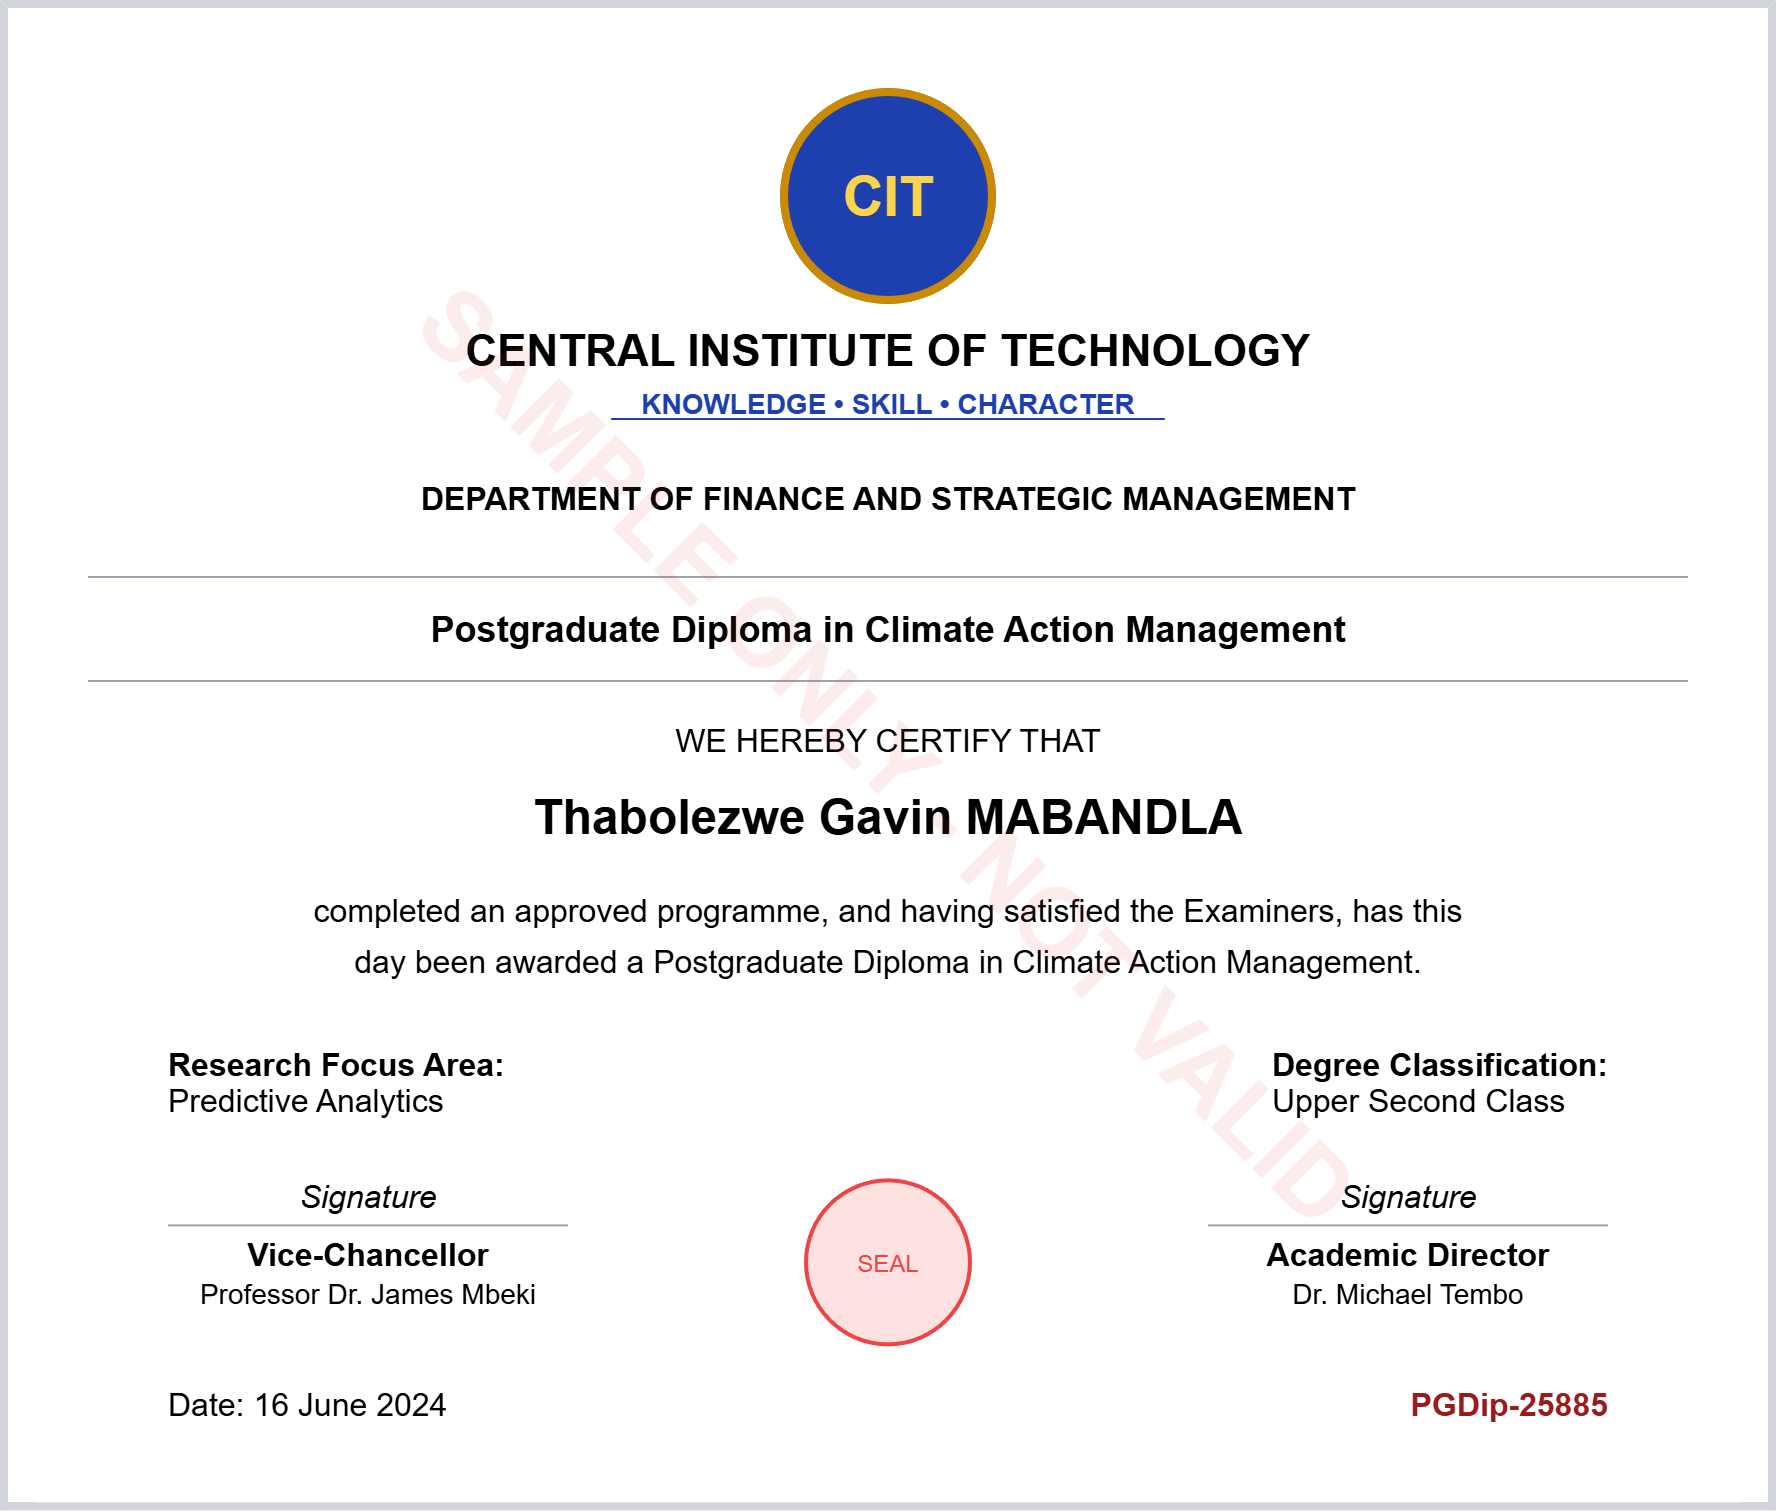 CIT
CENTRAL INSTITUTE OF TECHNOLOGY
KNOWLEDGE • SKILL • CHARACTER
DEPARTMENT OF FINANCE AND STRATEGIC MANAGEMENT
Postgraduate Diploma in Climate Action Management
WE HEREBY CERTIFY THAT
Thabolezwe Gavin MABANDLA
completed an approved programme, and having satisfied the Examiners, has this
day been awarded a Postgraduate Diploma in Climate Action Management.
Research Focus Area:
Predictive Analytics
Degree Classification:
Upper Second Class
Signature
Vice-Chancellor
Professor Dr. James Mbeki
SEAL
Signature
Academic Director
Dr. Michael Tembo
Date: 16 June 2024
PGDip-25885
SAMPLE ONLY - NOT VALID